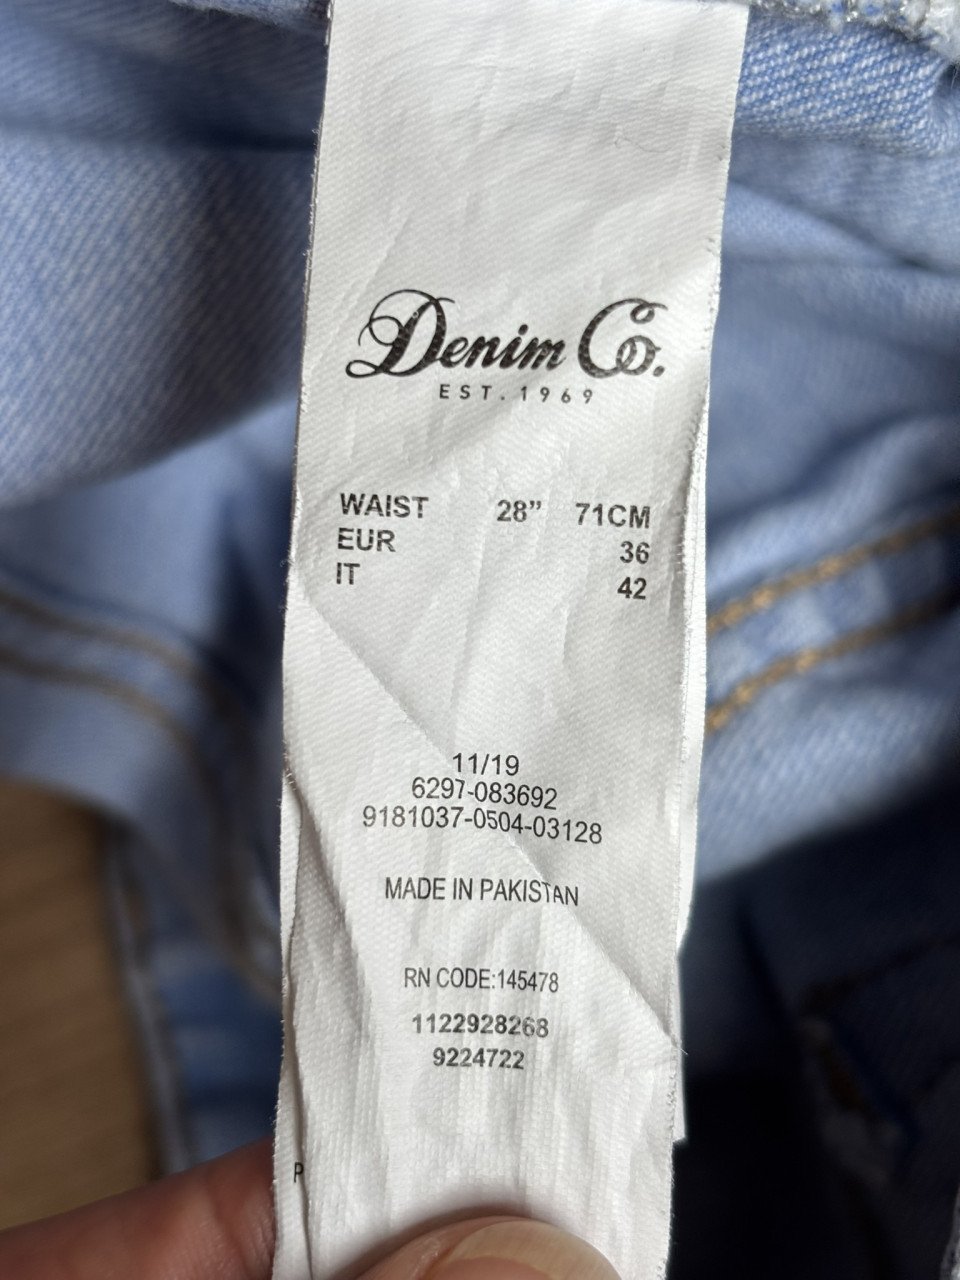 Denim Co.
EST. 1969
WAIST 28" 71CM
EUR 36
IT 42
11/19
6297-083692
9181037-0504-03128
MADE IN PAKISTAN
RN CODE:145478
1122928268
9224722
P